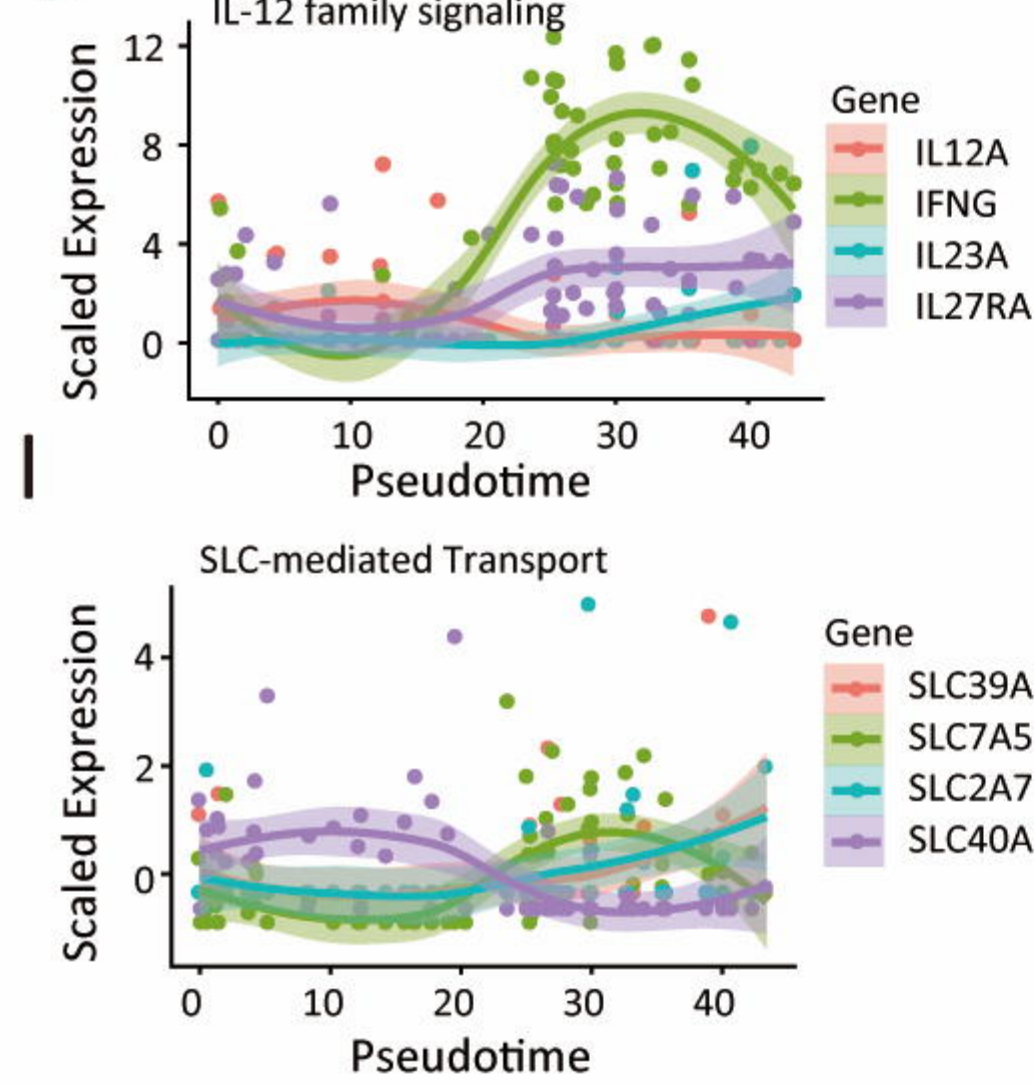 IL-12 family signaling
Scaled Expression
12
8
4
0
0 10 20 30 40
Pseudotime
Gene
IL12A
IFNG
IL23A
IL27RA
I
SLC-mediated Transport
Scaled Expression
4
2
0
0 10 20 30 40
Pseudotime
Gene
SLC39A
SLC7A5
SLC2A7
SLC40A